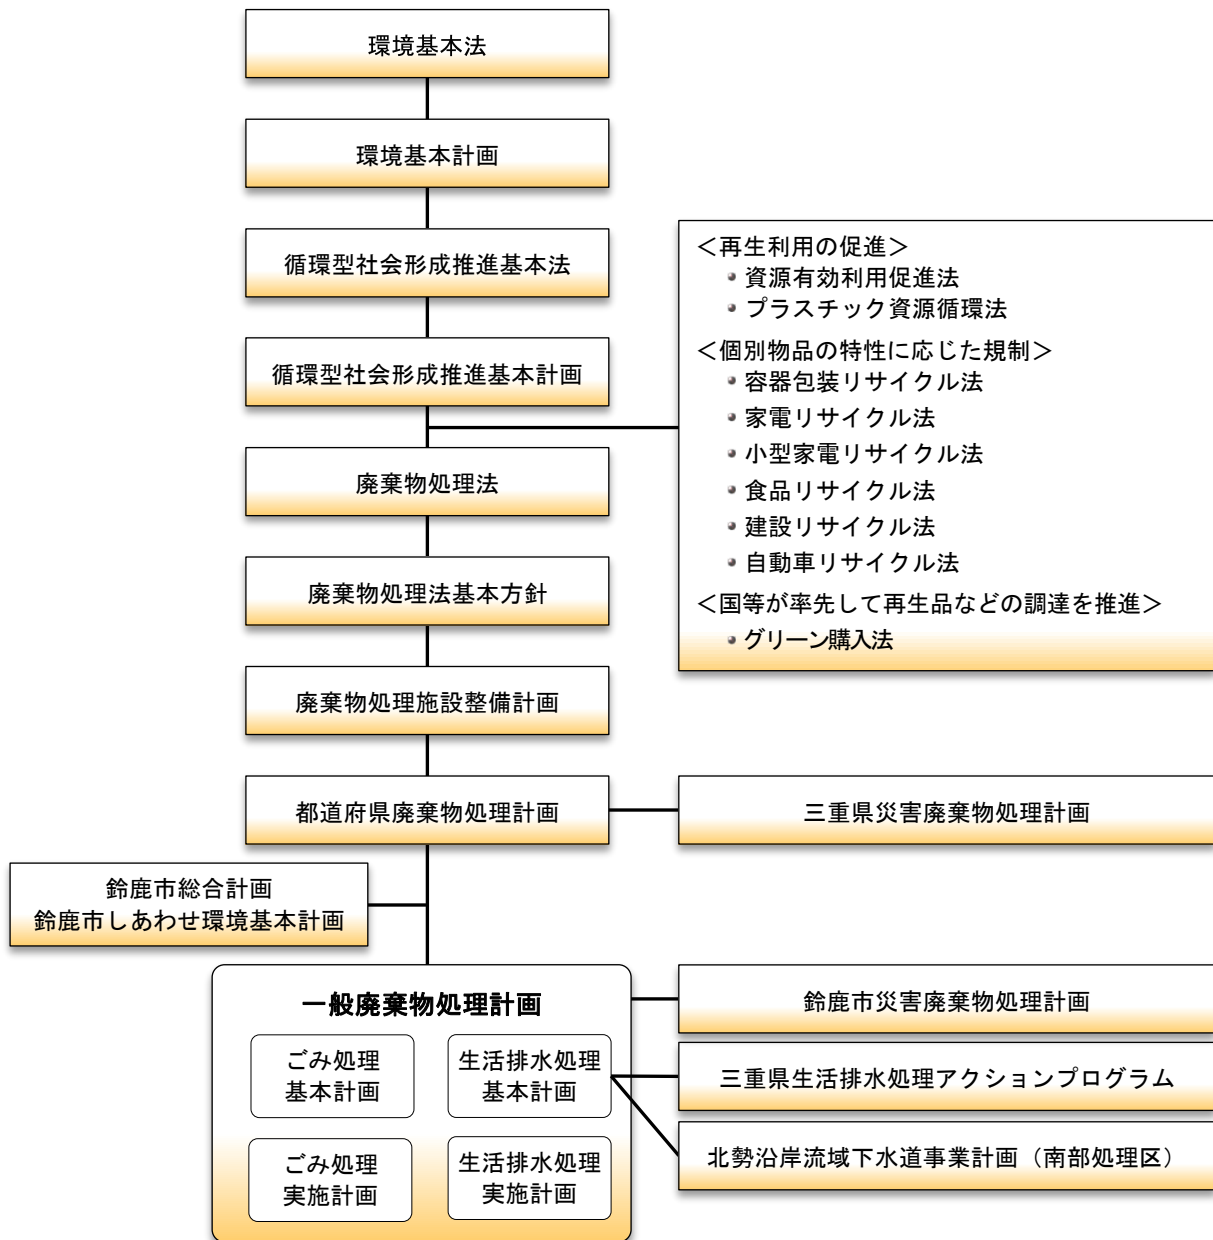 環境基本法
環境基本計画
循環型社会形成推進基本法
循環型社会形成推進基本計画
＜再生利用の促進＞
資源有効利用促進法
プラスチック資源循環法
＜個別物品の特性に応じた規制＞
容器包装リサイクル法
家電リサイクル法
小型家電リサイクル法
食品リサイクル法
建設リサイクル法
自動車リサイクル法
＜国等が率先して再生品などの調達を推進＞
グリーン購入法
廃棄物処理法
廃棄物処理法基本方針
廃棄物処理施設整備計画
都道府県廃棄物処理計画
三重県災害廃棄物処理計画
鈴鹿市総合計画
鈴鹿市しあわせ環境基本計画
一般廃棄物処理計画
ごみ処理
基本計画
生活排水処理
基本計画
ごみ処理
実施計画
生活排水処理
実施計画
鈴鹿市災害廃棄物処理計画
三重県生活排水処理アクションプログラム
北勢沿岸流域下水道事業計画（南部処理区）